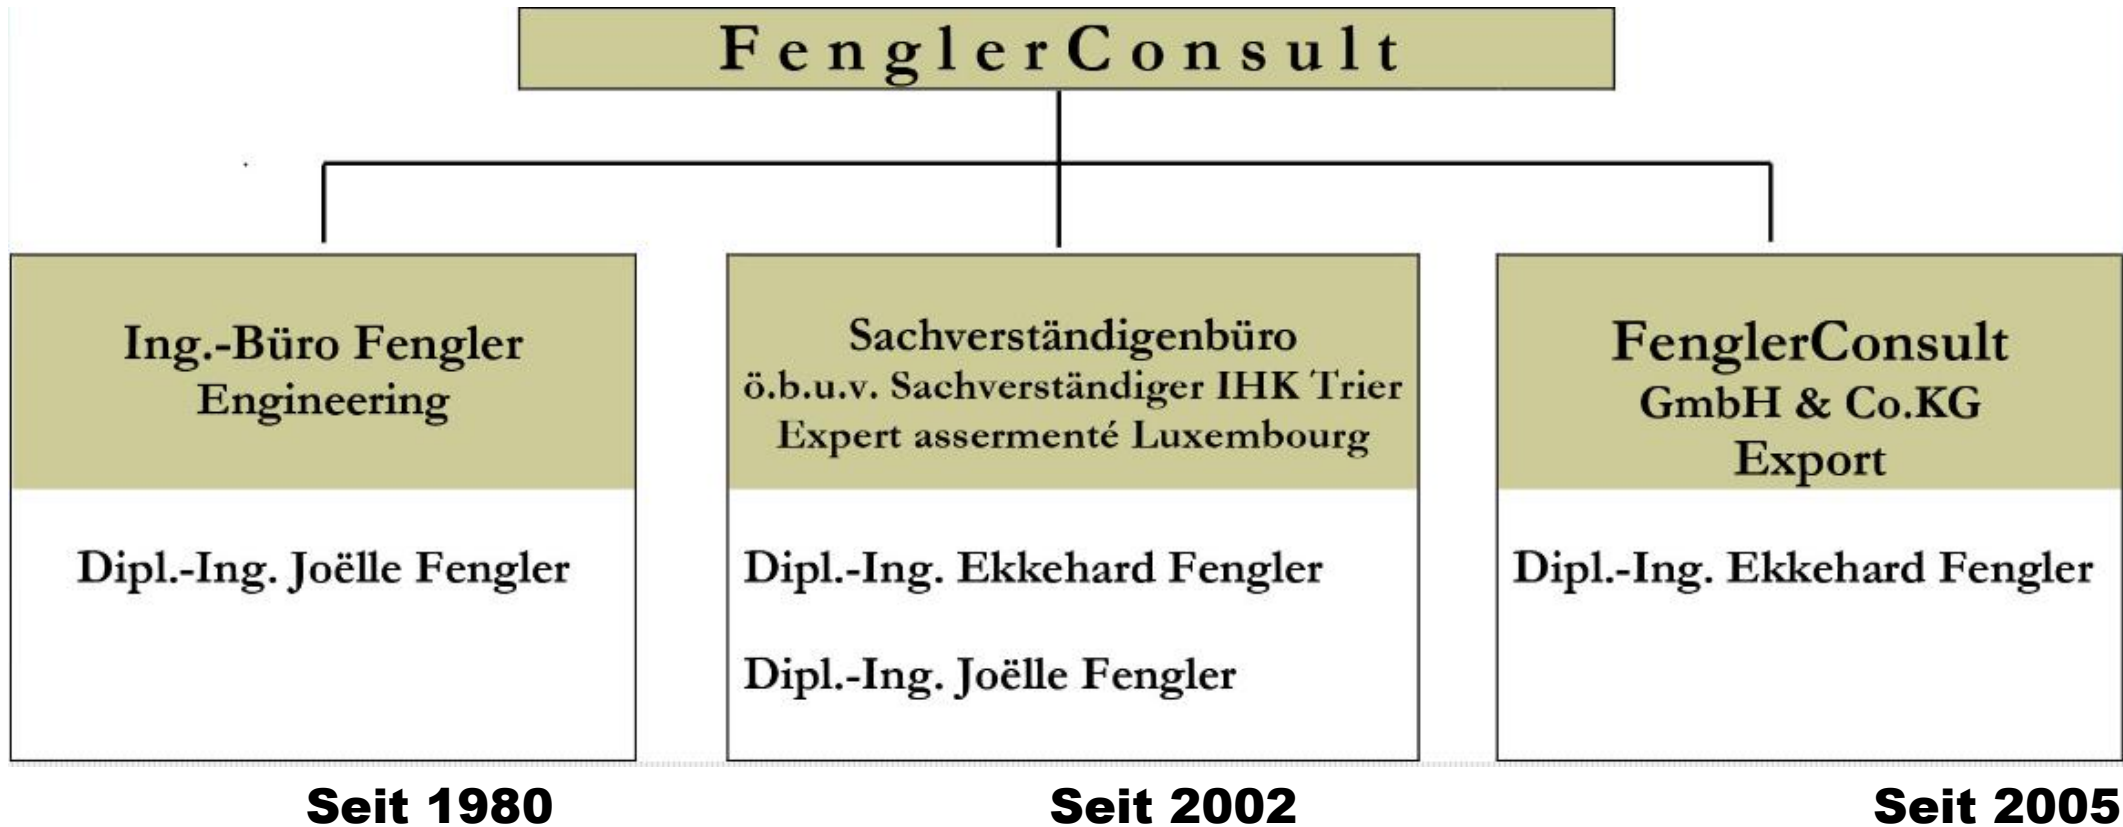 FenglerConsult
Ing.-Büro Fengler
Engineering
Dipl.-Ing. Joëlle Fengler
Sachverständigenbüro
ö.b.u.v. Sachverständiger IHK Trier
Expert assermenté Luxembourg
Dipl.-Ing. Ekkehard Fengler
Dipl.-Ing. Joëlle Fengler
FenglerConsult
GmbH & Co.KG
Export
Dipl.-Ing. Ekkehard Fengler
Seit 1980
Seit 2002
Seit 2005